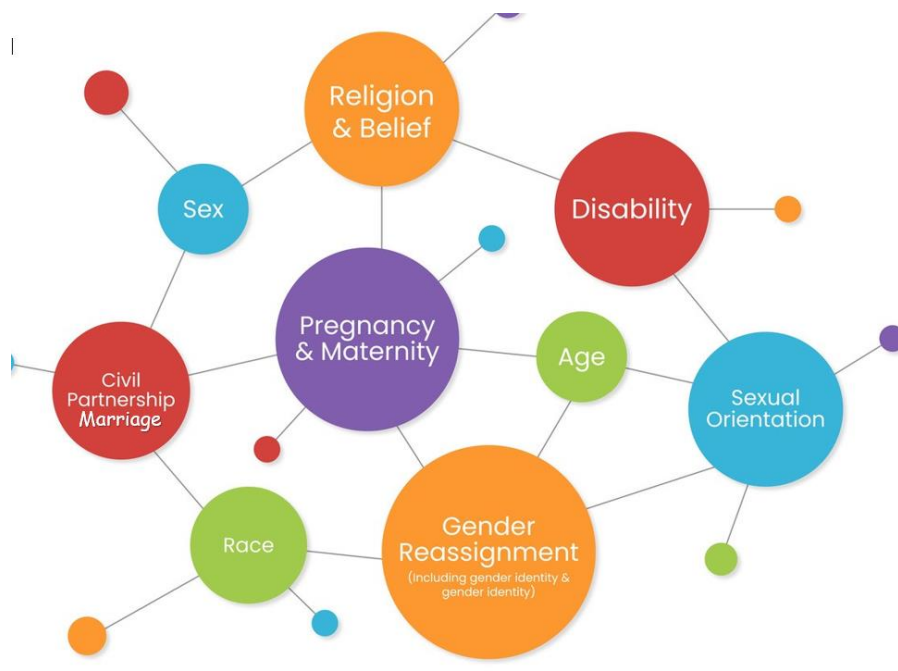 Religion
& Belief
Sex
Disability
Pregnancy
& Maternity
Age
Civil
Partnership
Marriage
Sexual
Orientation
Race
Gender
Reassignment
(Including gender identity &
gender identity)